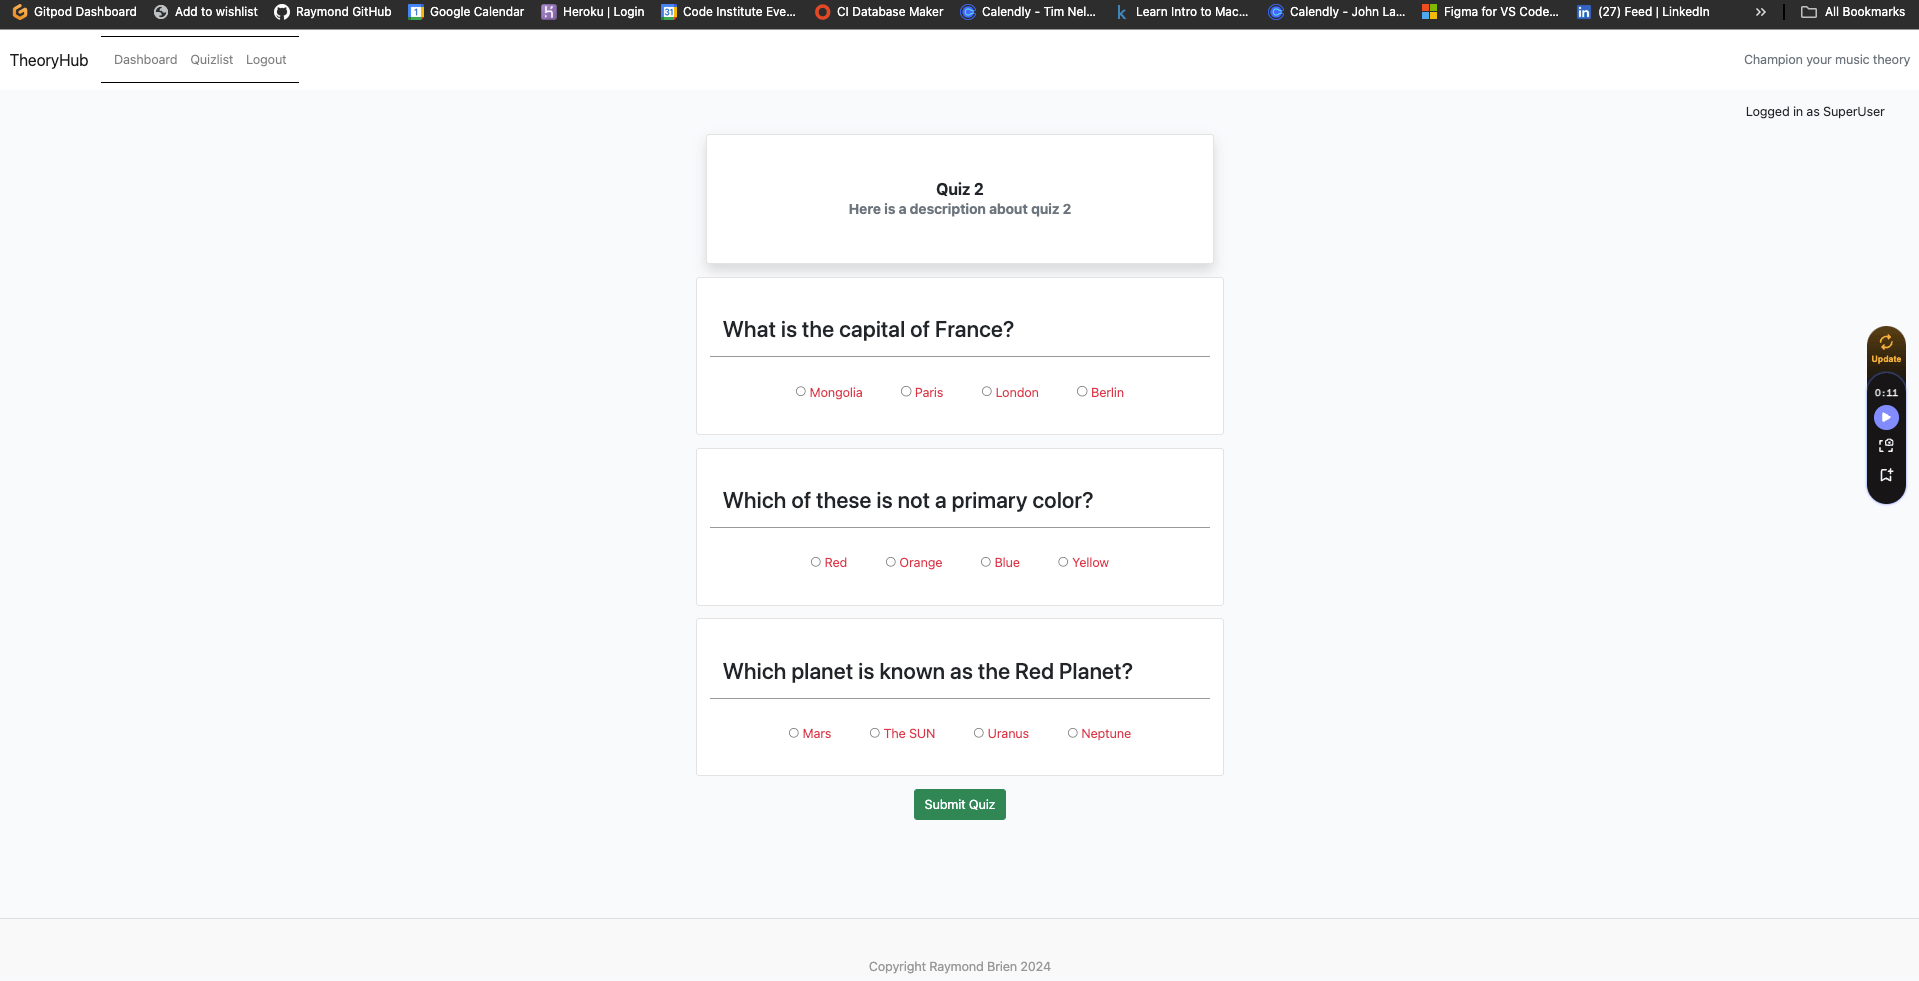 Gitpod Dashboard Add to wishlist Raymond GitHub Google Calendar Heroku | Login Code Institute Eve... CI Database Maker Calendly - Tim Nel... Learn Intro to Mac... Calendly - John La... Figma for VS Code... (27) Feed | LinkedIn » All Bookmarks
TheoryHub Dashboard Quizlist Logout Champion your music theory
Logged in as SuperUser
Quiz 2
Here is a description about quiz 2
What is the capital of France?
Mongolia Paris London Berlin
Which of these is not a primary color?
Red Orange Blue Yellow
Which planet is known as the Red Planet?
Mars The SUN Uranus Neptune
Submit Quiz
Update
0:11
Copyright Raymond Brien 2024